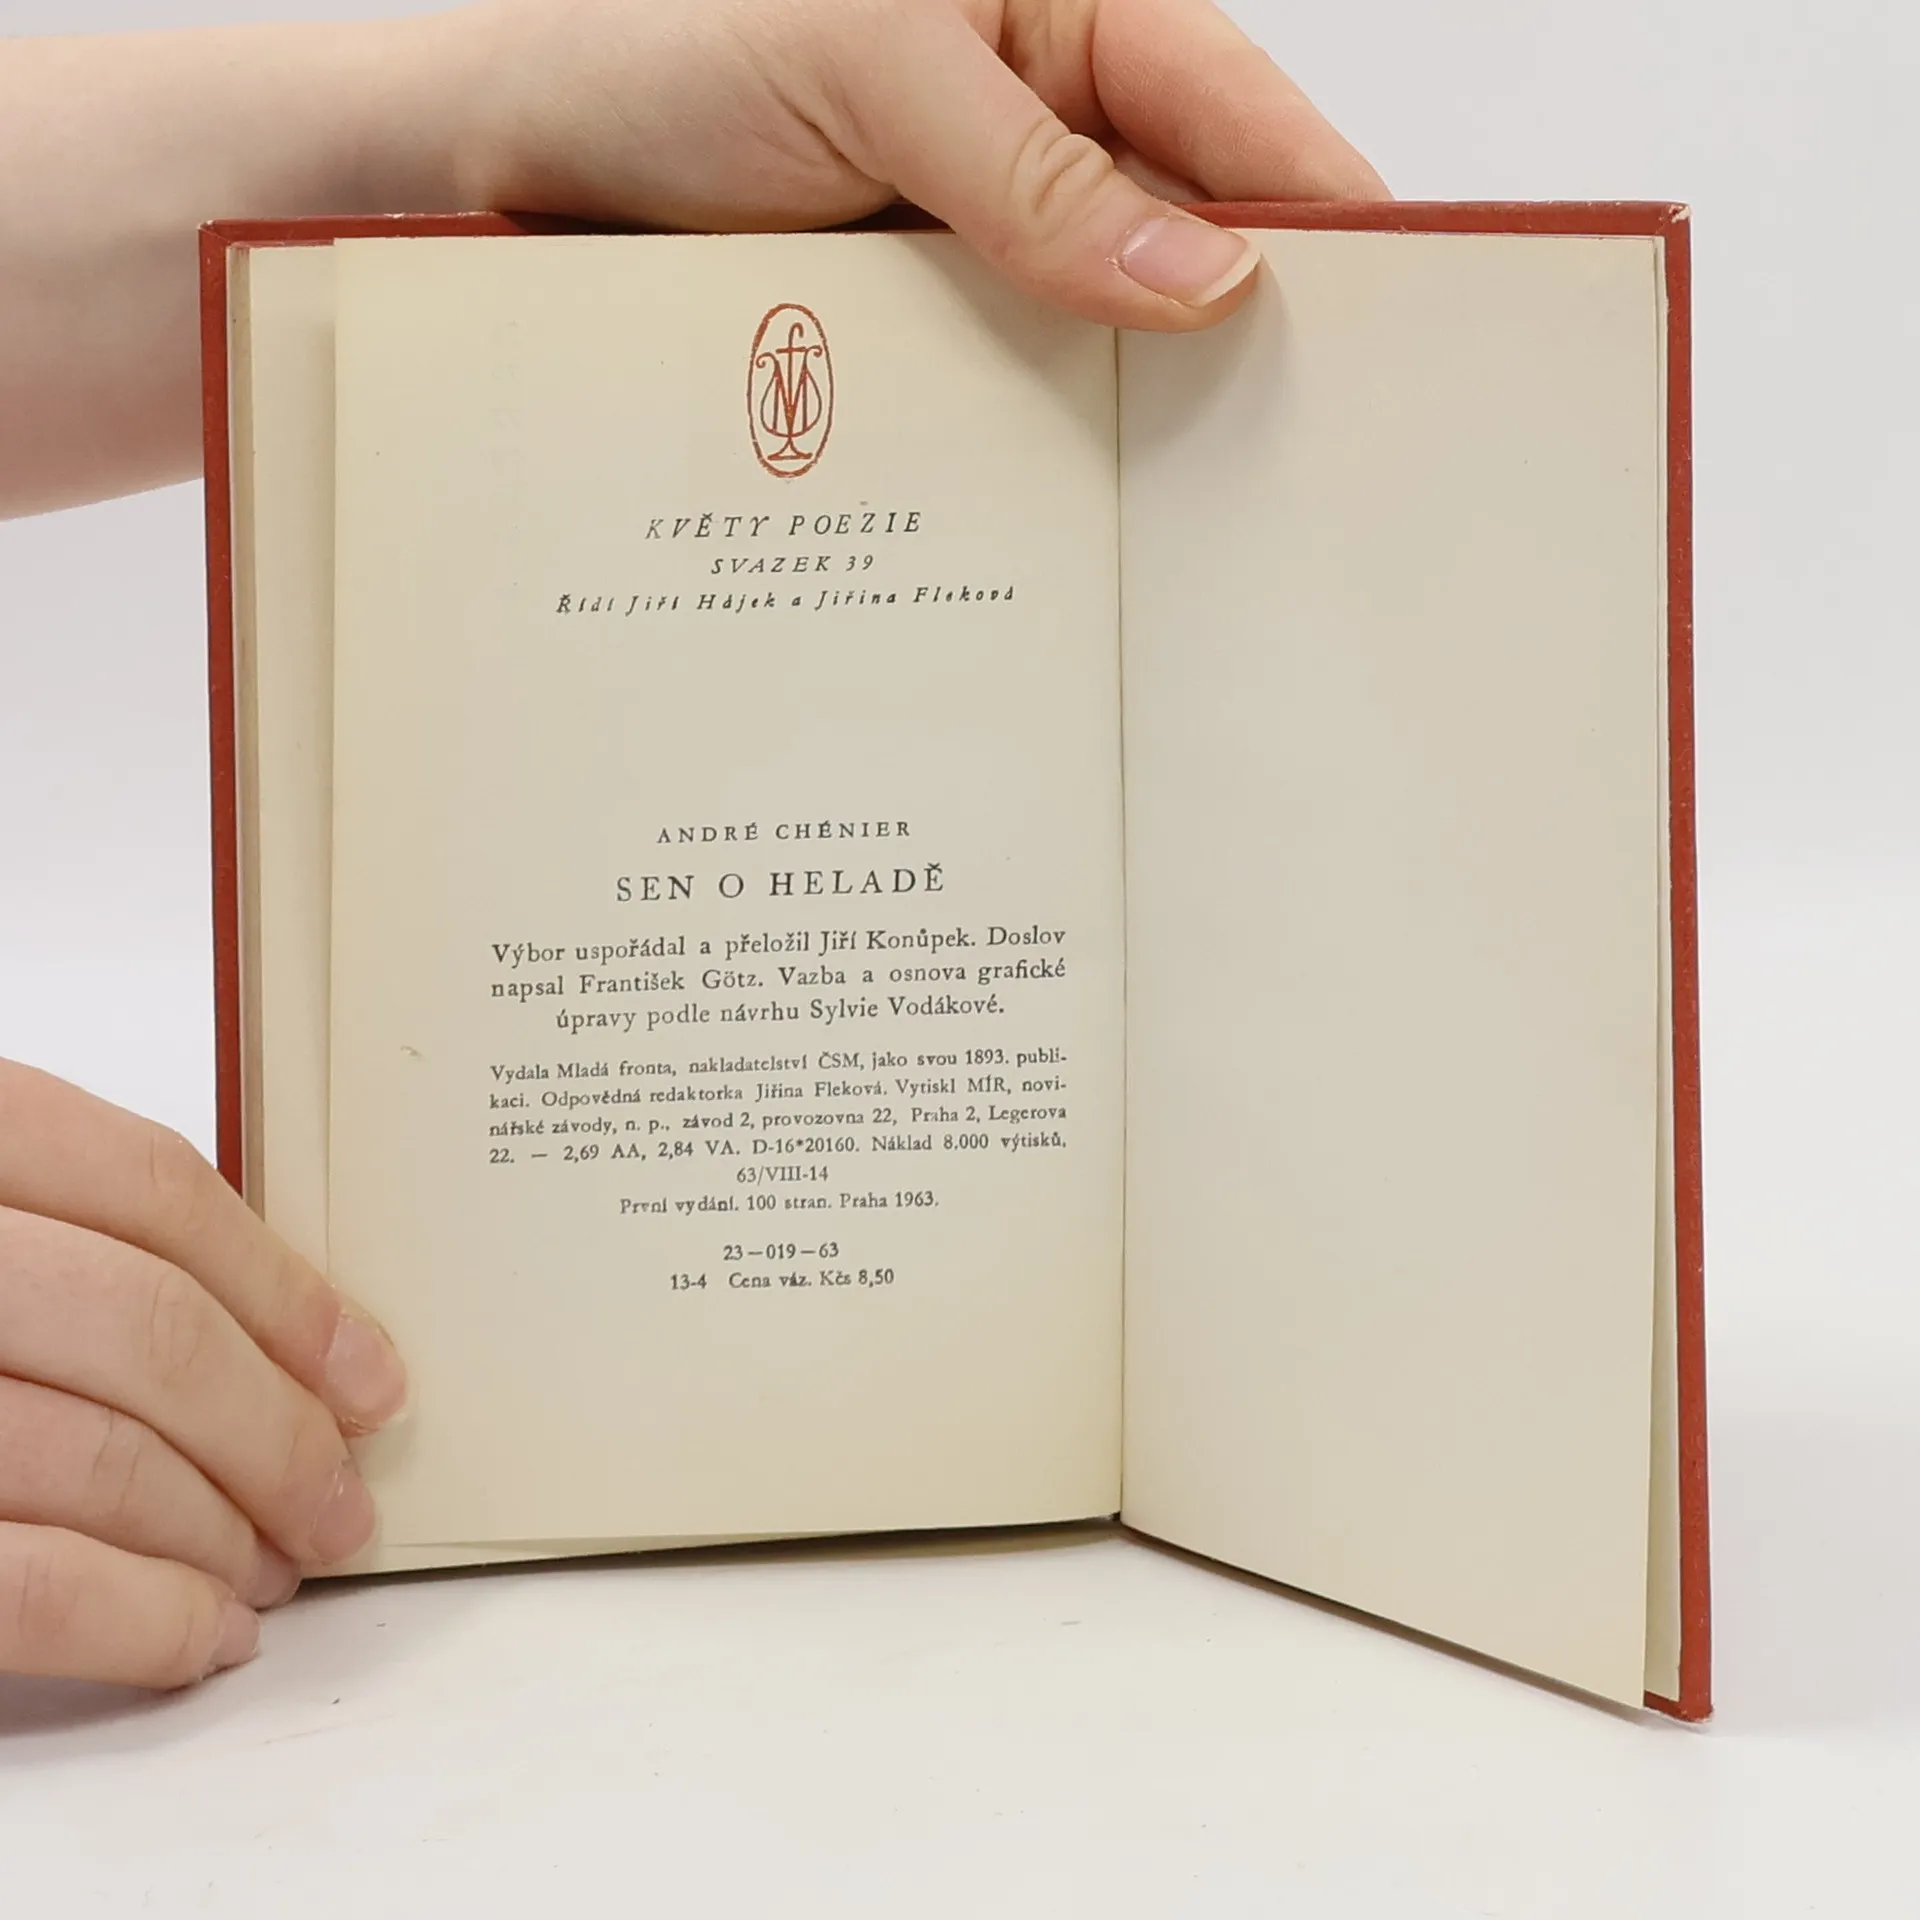 KVĚTY POEZIE
SVAZEK 39
Řídí Jiří Hájek a Jiřina Fleková
ANDRÉ CHÉNIER
SEN O HELADĚ
Výbor uspořádal a přeložil Jiří Konůpek. Doslov
napsal František Götz. Vazba a osnova grafické
úpravy podle návrhu Sylvie Vodákové.
Vydala Mladá fronta, nakladatelství ČSM, jako svou 1893. publi-
kaci. Odpovědná redaktorka Jiřina Fleková. Vytiskl MÍR, novi-
nářské závody, n. p., závod 2, provozovna 22, Praha 2, Legerova
22. — 2,69 AA, 2,84 VA. D-16*20160. Náklad 8.000 výtisků.
63/VIII-14
První vydání. 100 stran. Praha 1963.
23—019—63
13-4 Cena váz. Kčs 8,50